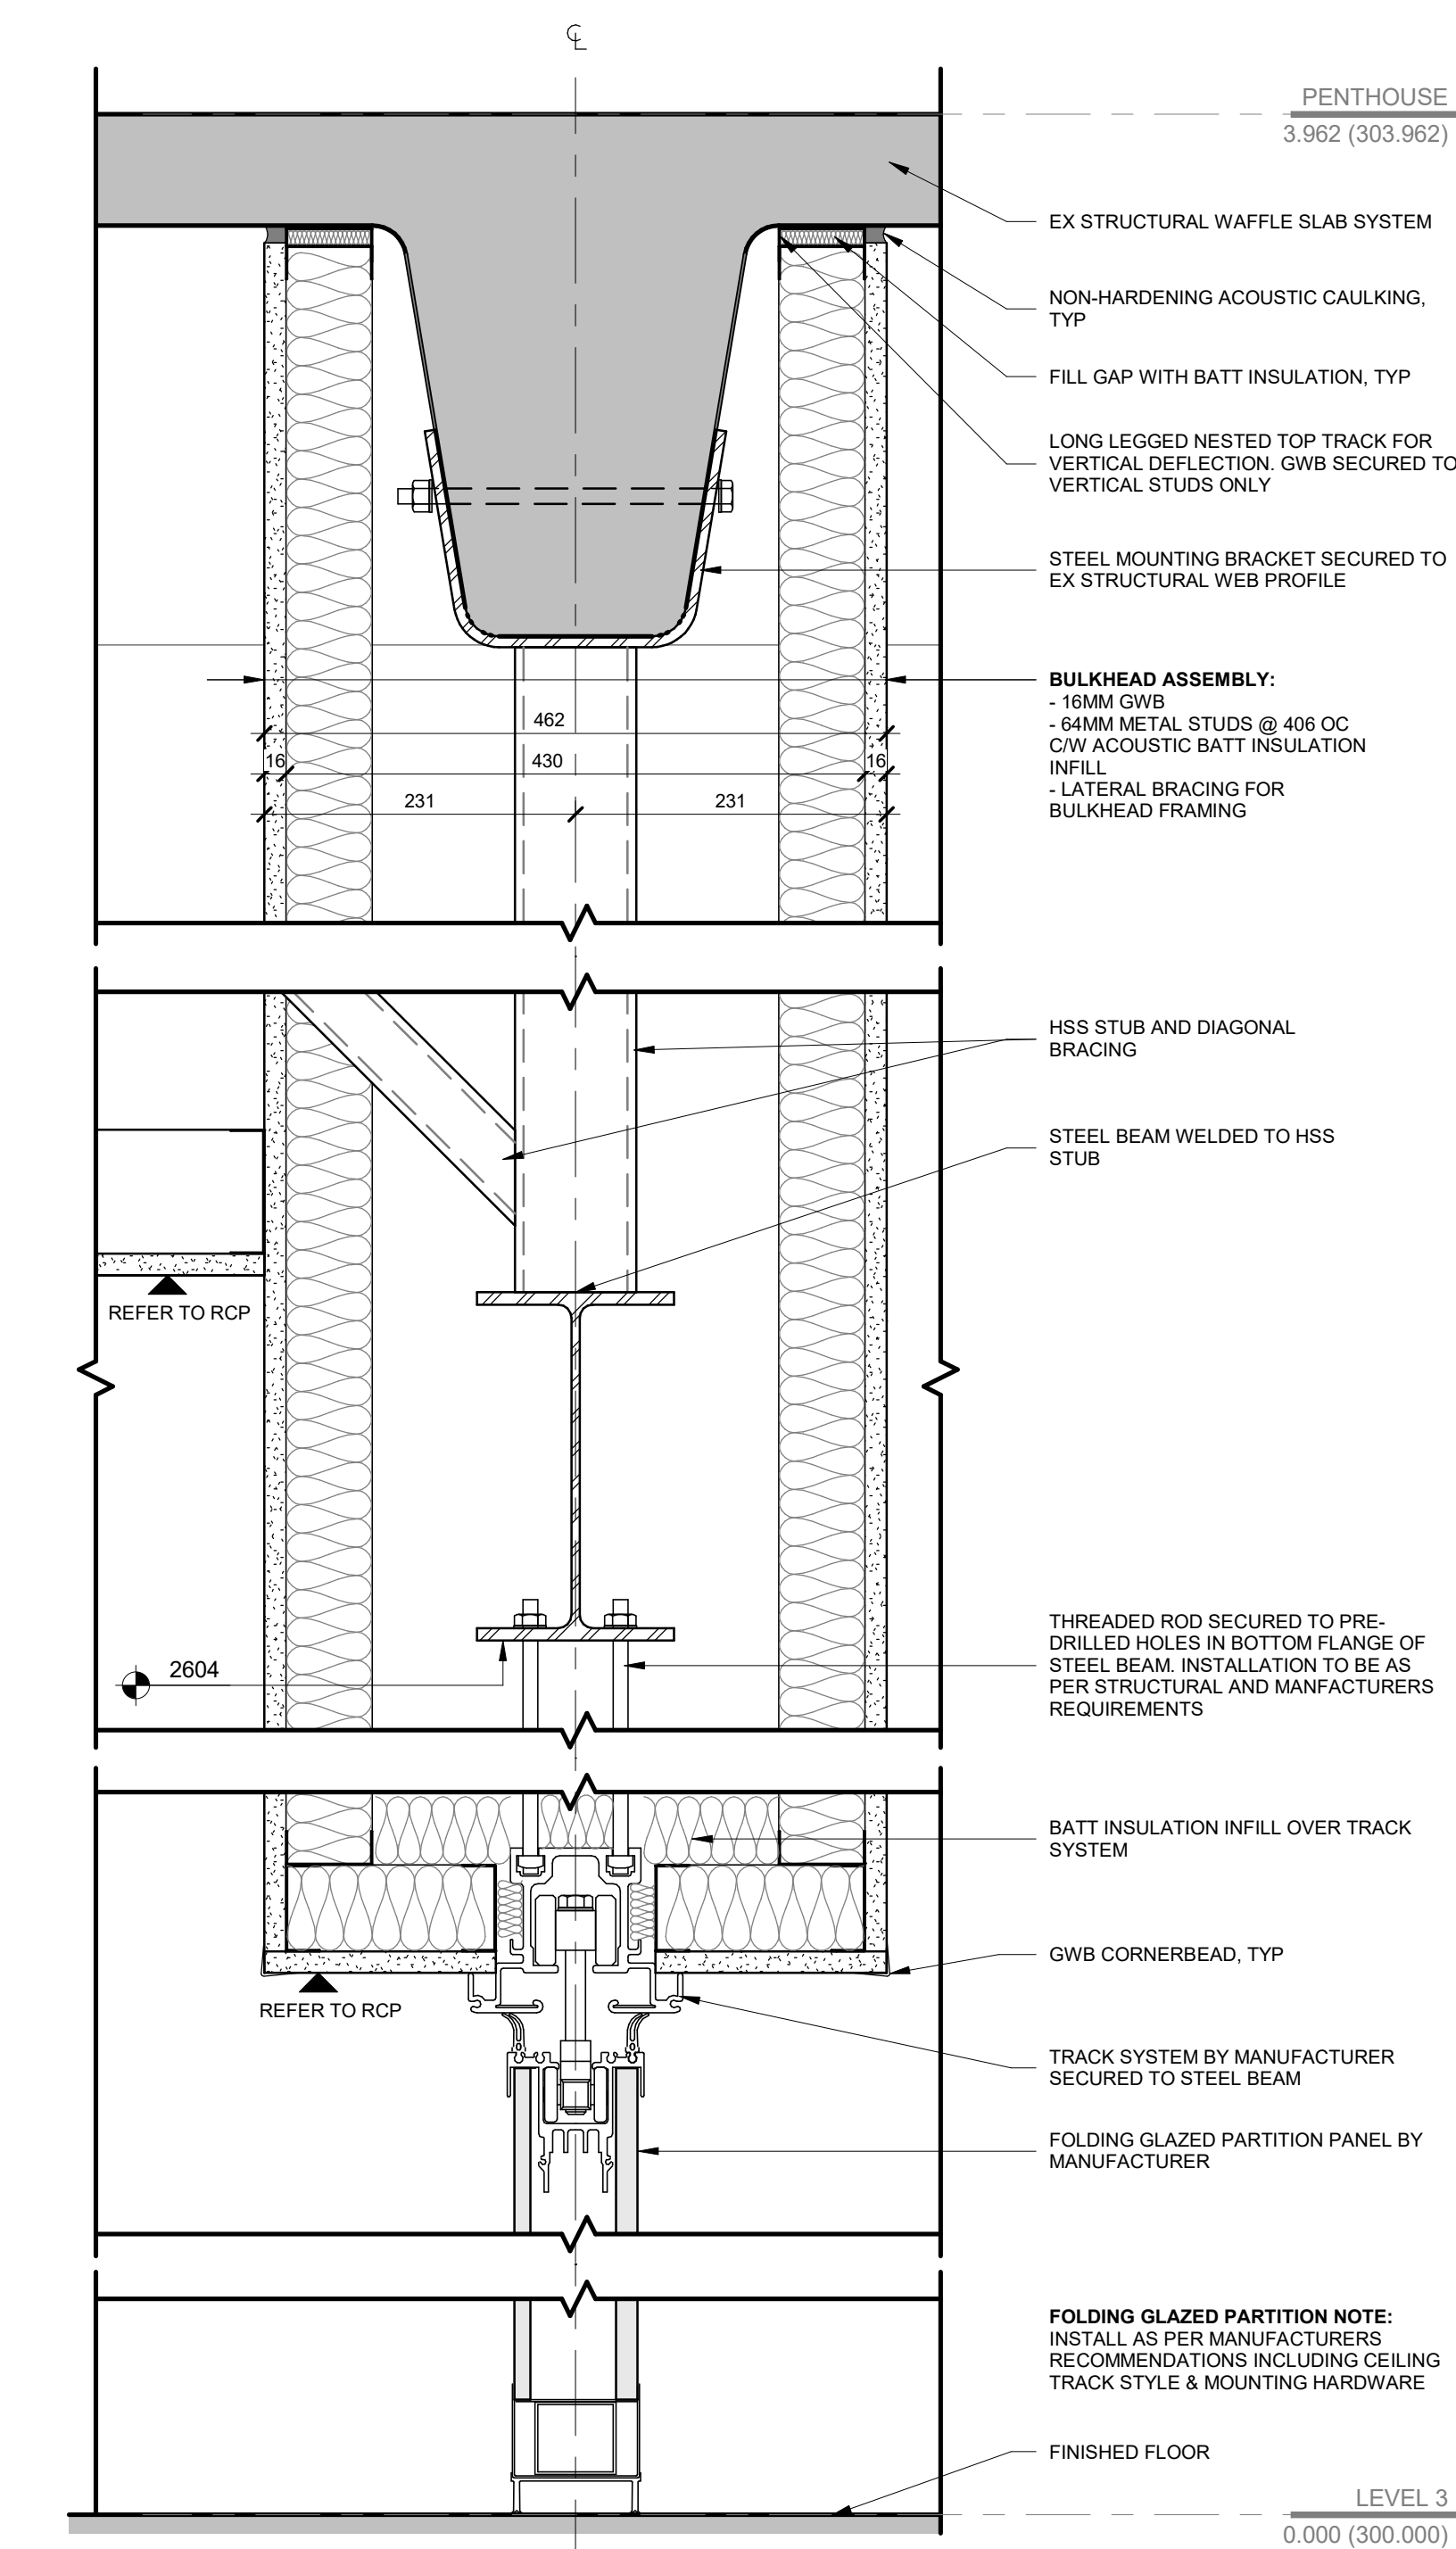 ℄
PENTHOUSE
3.962 (303.962)
EX STRUCTURAL WAFFLE SLAB SYSTEM
NON-HARDENING ACOUSTIC CAULKING,
TYP
FILL GAP WITH BATT INSULATION, TYP
LONG LEGGED NESTED TOP TRACK FOR
VERTICAL DEFLECTION. GWB SECURED TO
VERTICAL STUDS ONLY
STEEL MOUNTING BRACKET SECURED TO
EX STRUCTURAL WEB PROFILE
BULKHEAD ASSEMBLY:
- 16MM GWB
- 64MM METAL STUDS @ 406 OC
C/W ACOUSTIC BATT INSULATION
INFILL
- LATERAL BRACING FOR
BULKHEAD FRAMING
462
16 430 16
231 231
HSS STUB AND DIAGONAL
BRACING
STEEL BEAM WELDED TO HSS
STUB
REFER TO RCP
THREADED ROD SECURED TO PRE-
DRILLED HOLES IN BOTTOM FLANGE OF
STEEL BEAM. INSTALLATION TO BE AS
PER STRUCTURAL AND MANFACTURERS
REQUIREMENTS
2604
BATT INSULATION INFILL OVER TRACK
SYSTEM
GWB CORNERBEAD, TYP
REFER TO RCP
TRACK SYSTEM BY MANUFACTURER
SECURED TO STEEL BEAM
FOLDING GLAZED PARTITION PANEL BY
MANUFACTURER
FOLDING GLAZED PARTITION NOTE:
INSTALL AS PER MANUFACTURERS
RECOMMENDATIONS INCLUDING CEILING
TRACK STYLE & MOUNTING HARDWARE
FINISHED FLOOR
LEVEL 3
0.000 (300.000)